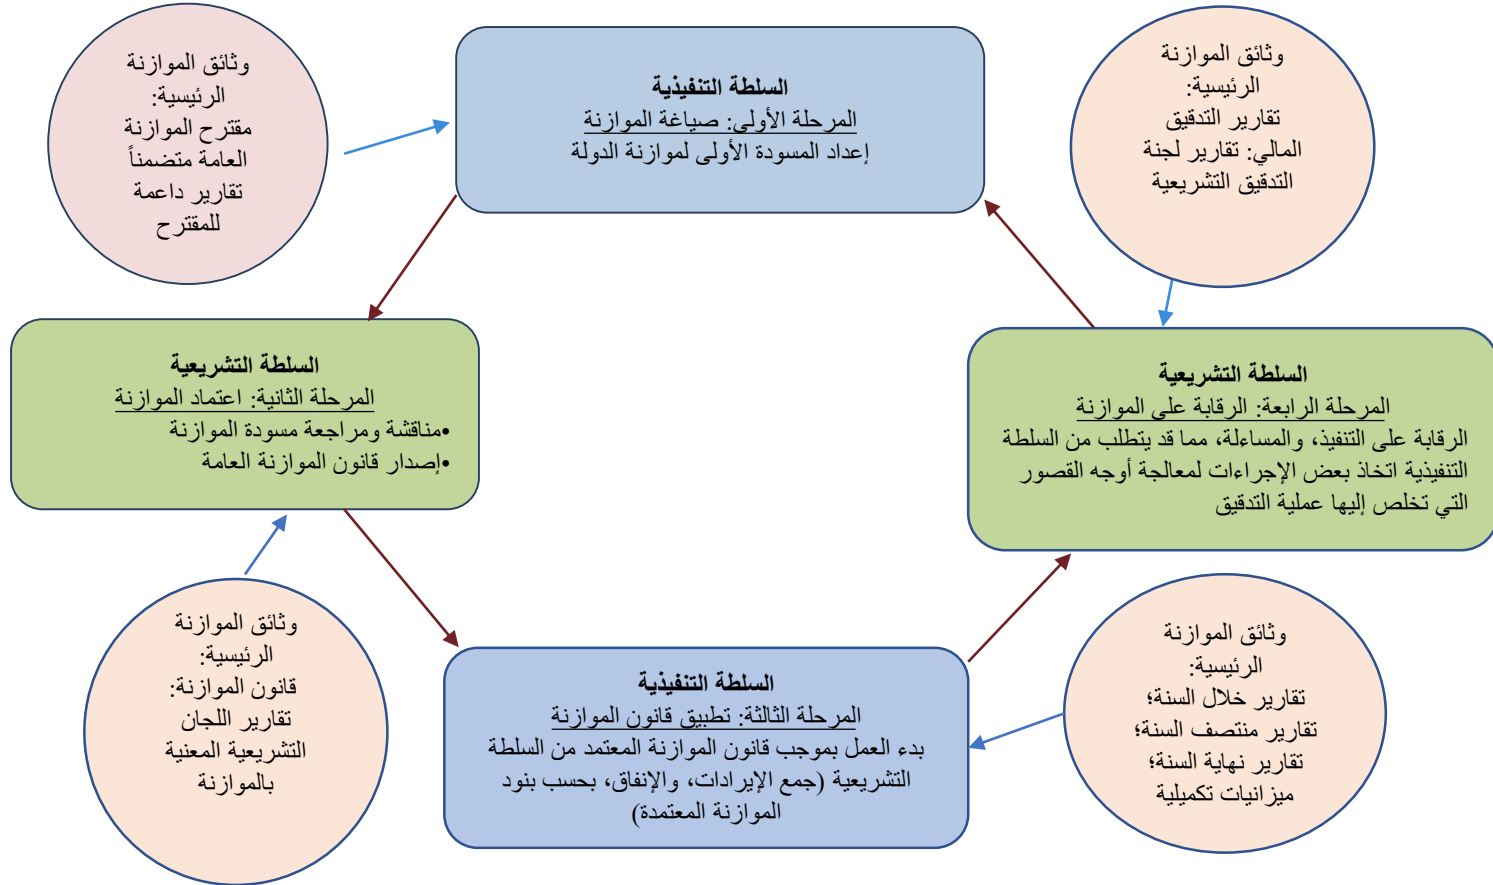 وثائق الموازنة
الرئيسية:
مقترح الموازنة
العامة متضمناً
تقارير داعمة
للمقترح
السلطة التنفيذية
المرحلة الأولى: صياغة الموازنة
إعداد المسودة الأولى لموازنة الدولة
وثائق الموازنة
الرئيسية:
تقارير التدقيق
المالي: تقارير لجنة
التدقيق التشريعية
السلطة التشريعية
المرحلة الثانية: اعتماد الموازنة
•مناقشة ومراجعة مسودة الموازنة
•إصدار قانون الموازنة العامة
السلطة التشريعية
المرحلة الرابعة: الرقابة على الموازنة
الرقابة على التنفيذ، والمساءلة، مما قد يتطلب من السلطة
التنفيذية اتخاذ بعض الإجراءات لمعالجة أوجه القصور
التي تخلص إليها عملية التدقيق
وثائق الموازنة
الرئيسية:
قانون الموازنة:
تقارير اللجان
التشريعية المعنية
بالموازنة
السلطة التنفيذية
المرحلة الثالثة: تطبيق قانون الموازنة
بدء العمل بموجب قانون الموازنة المعتمد من السلطة
التشريعية (جمع الإيرادات، والإنفاق، بحسب بنود
الموازنة المعتمدة)
وثائق الموازنة
الرئيسية:
تقارير خلال السنة؛
تقارير منتصف السنة؛
تقارير نهاية السنة؛
ميزانيات تكميلية